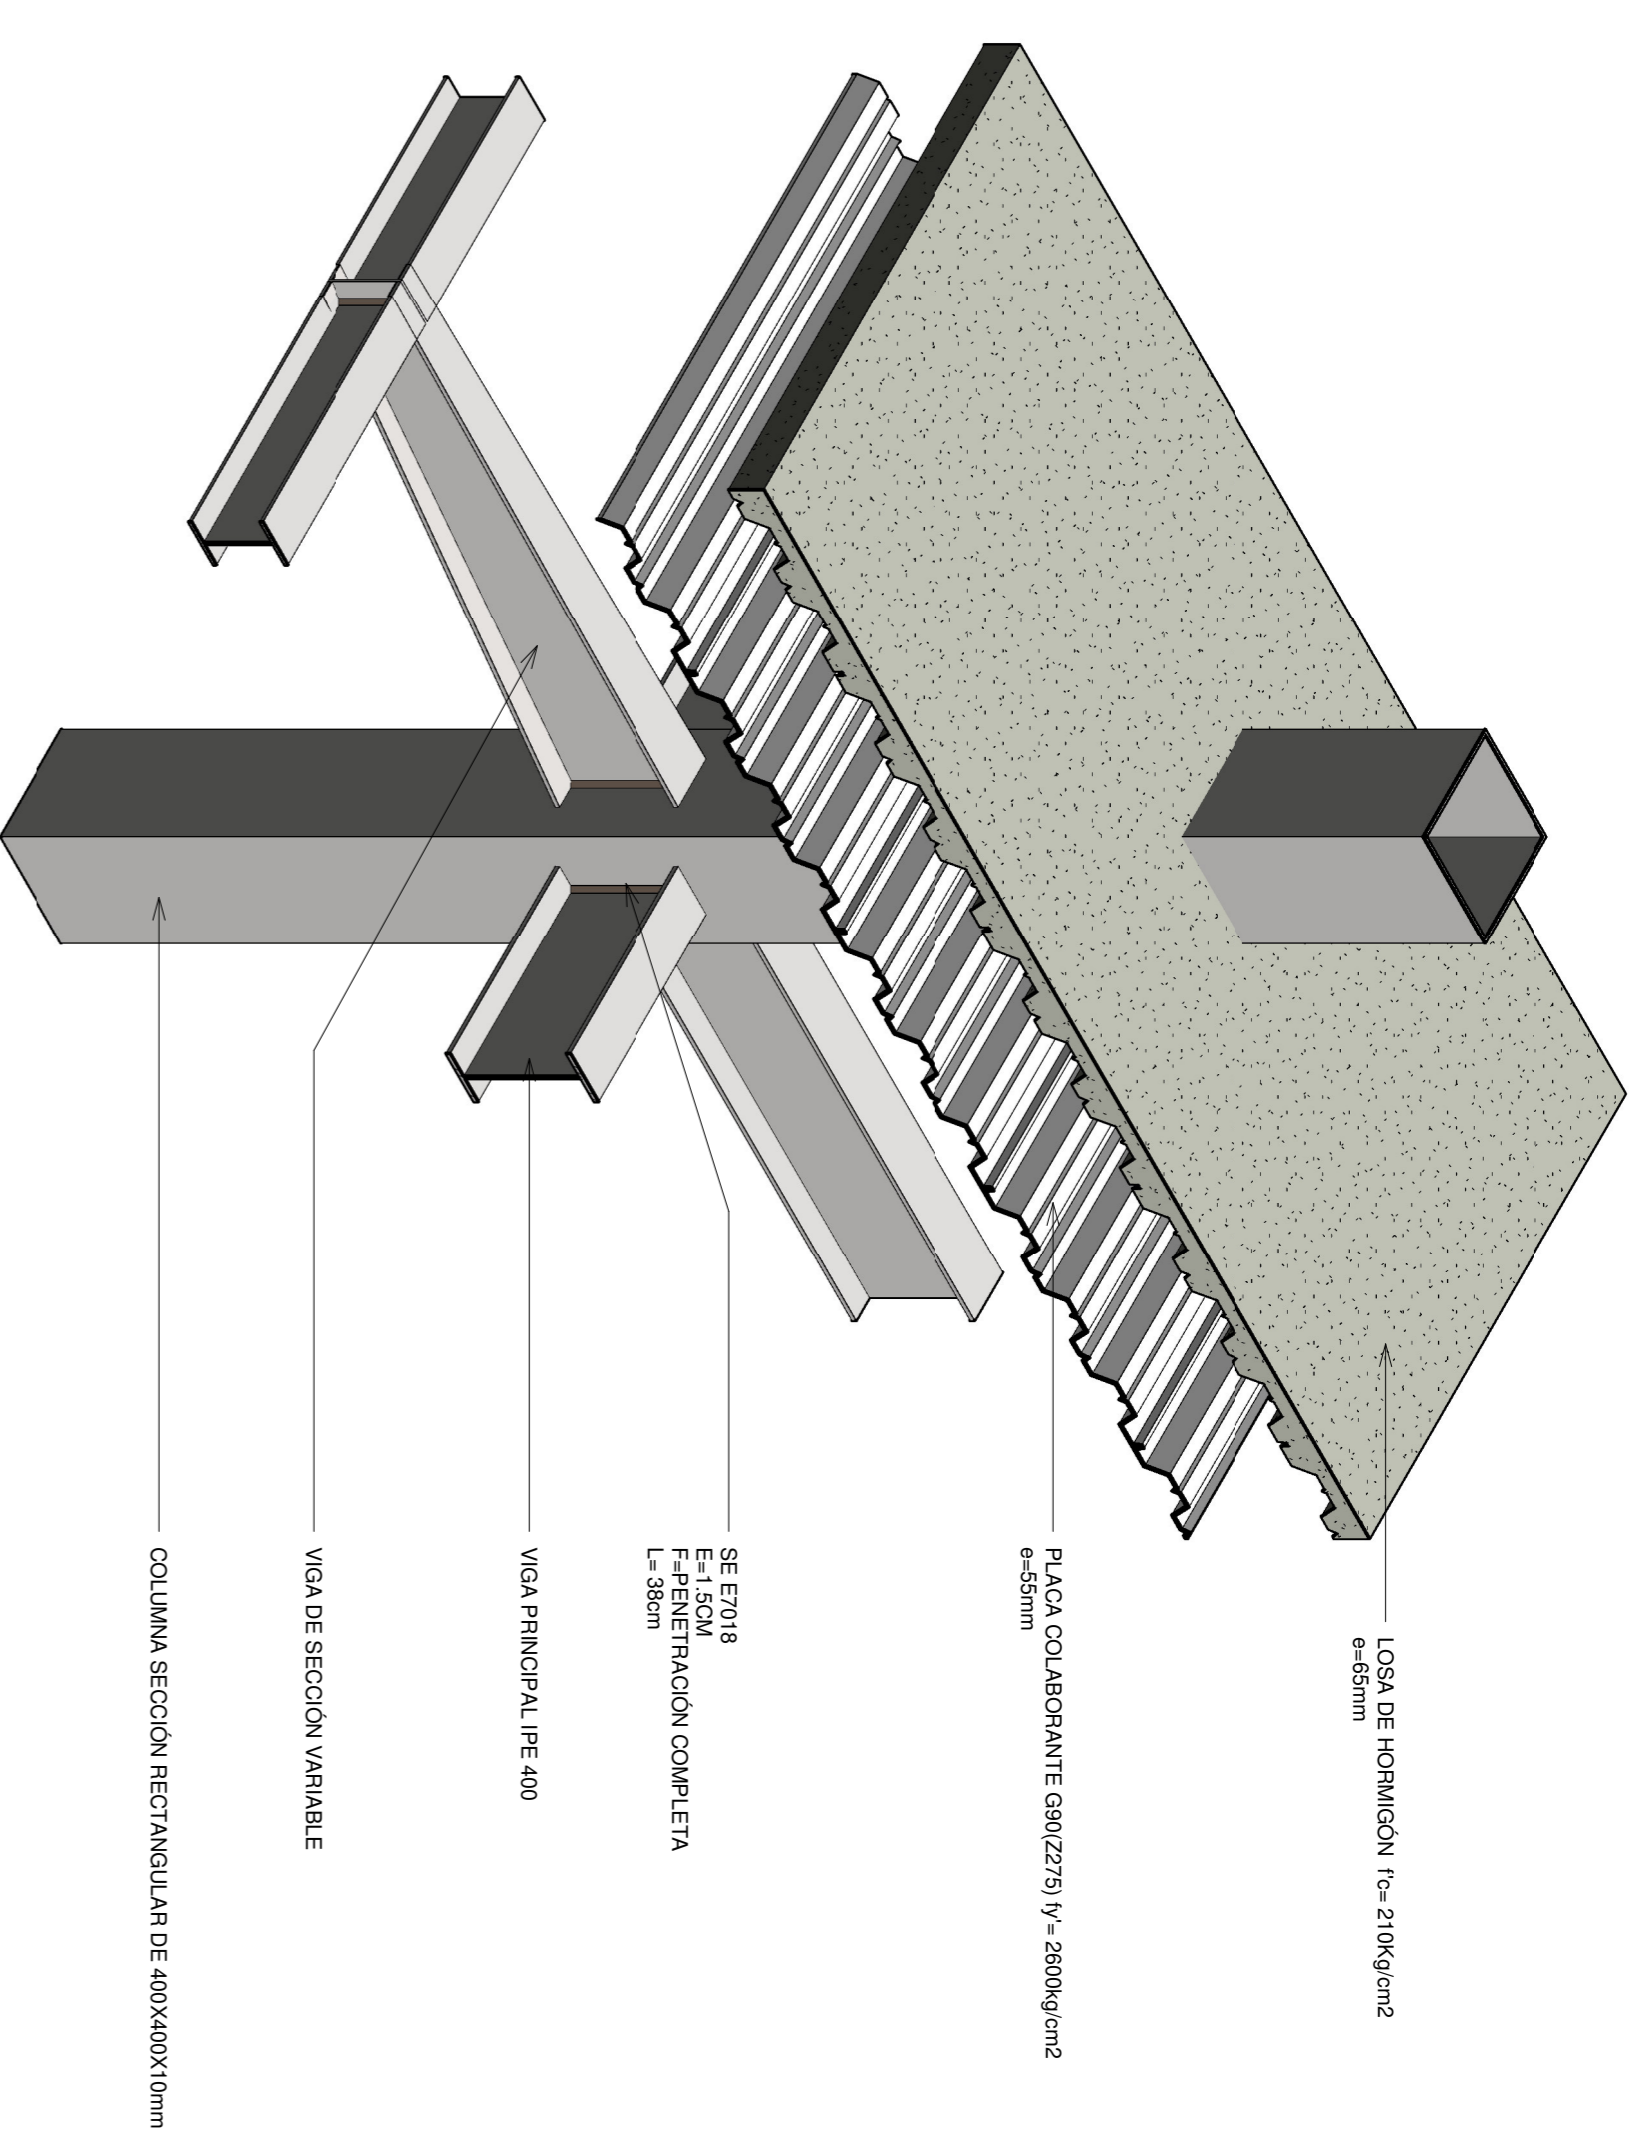 LOSA DE HORMIGÓN f'c= 210Kg/cm2
e=65mm
PLACA COLABORANTE G90(Z275) fy'= 2600kg/cm2
e=55mm
SE E7018
E=1.5CM
F=PENETRACIÓN COMPLETA
L= 38cm
VIGA PRINCIPAL IPE 400
VIGA DE SECCIÓN VARIABLE
COLUMNA SECCIÓN RECTANGULAR DE 400X400X10mm